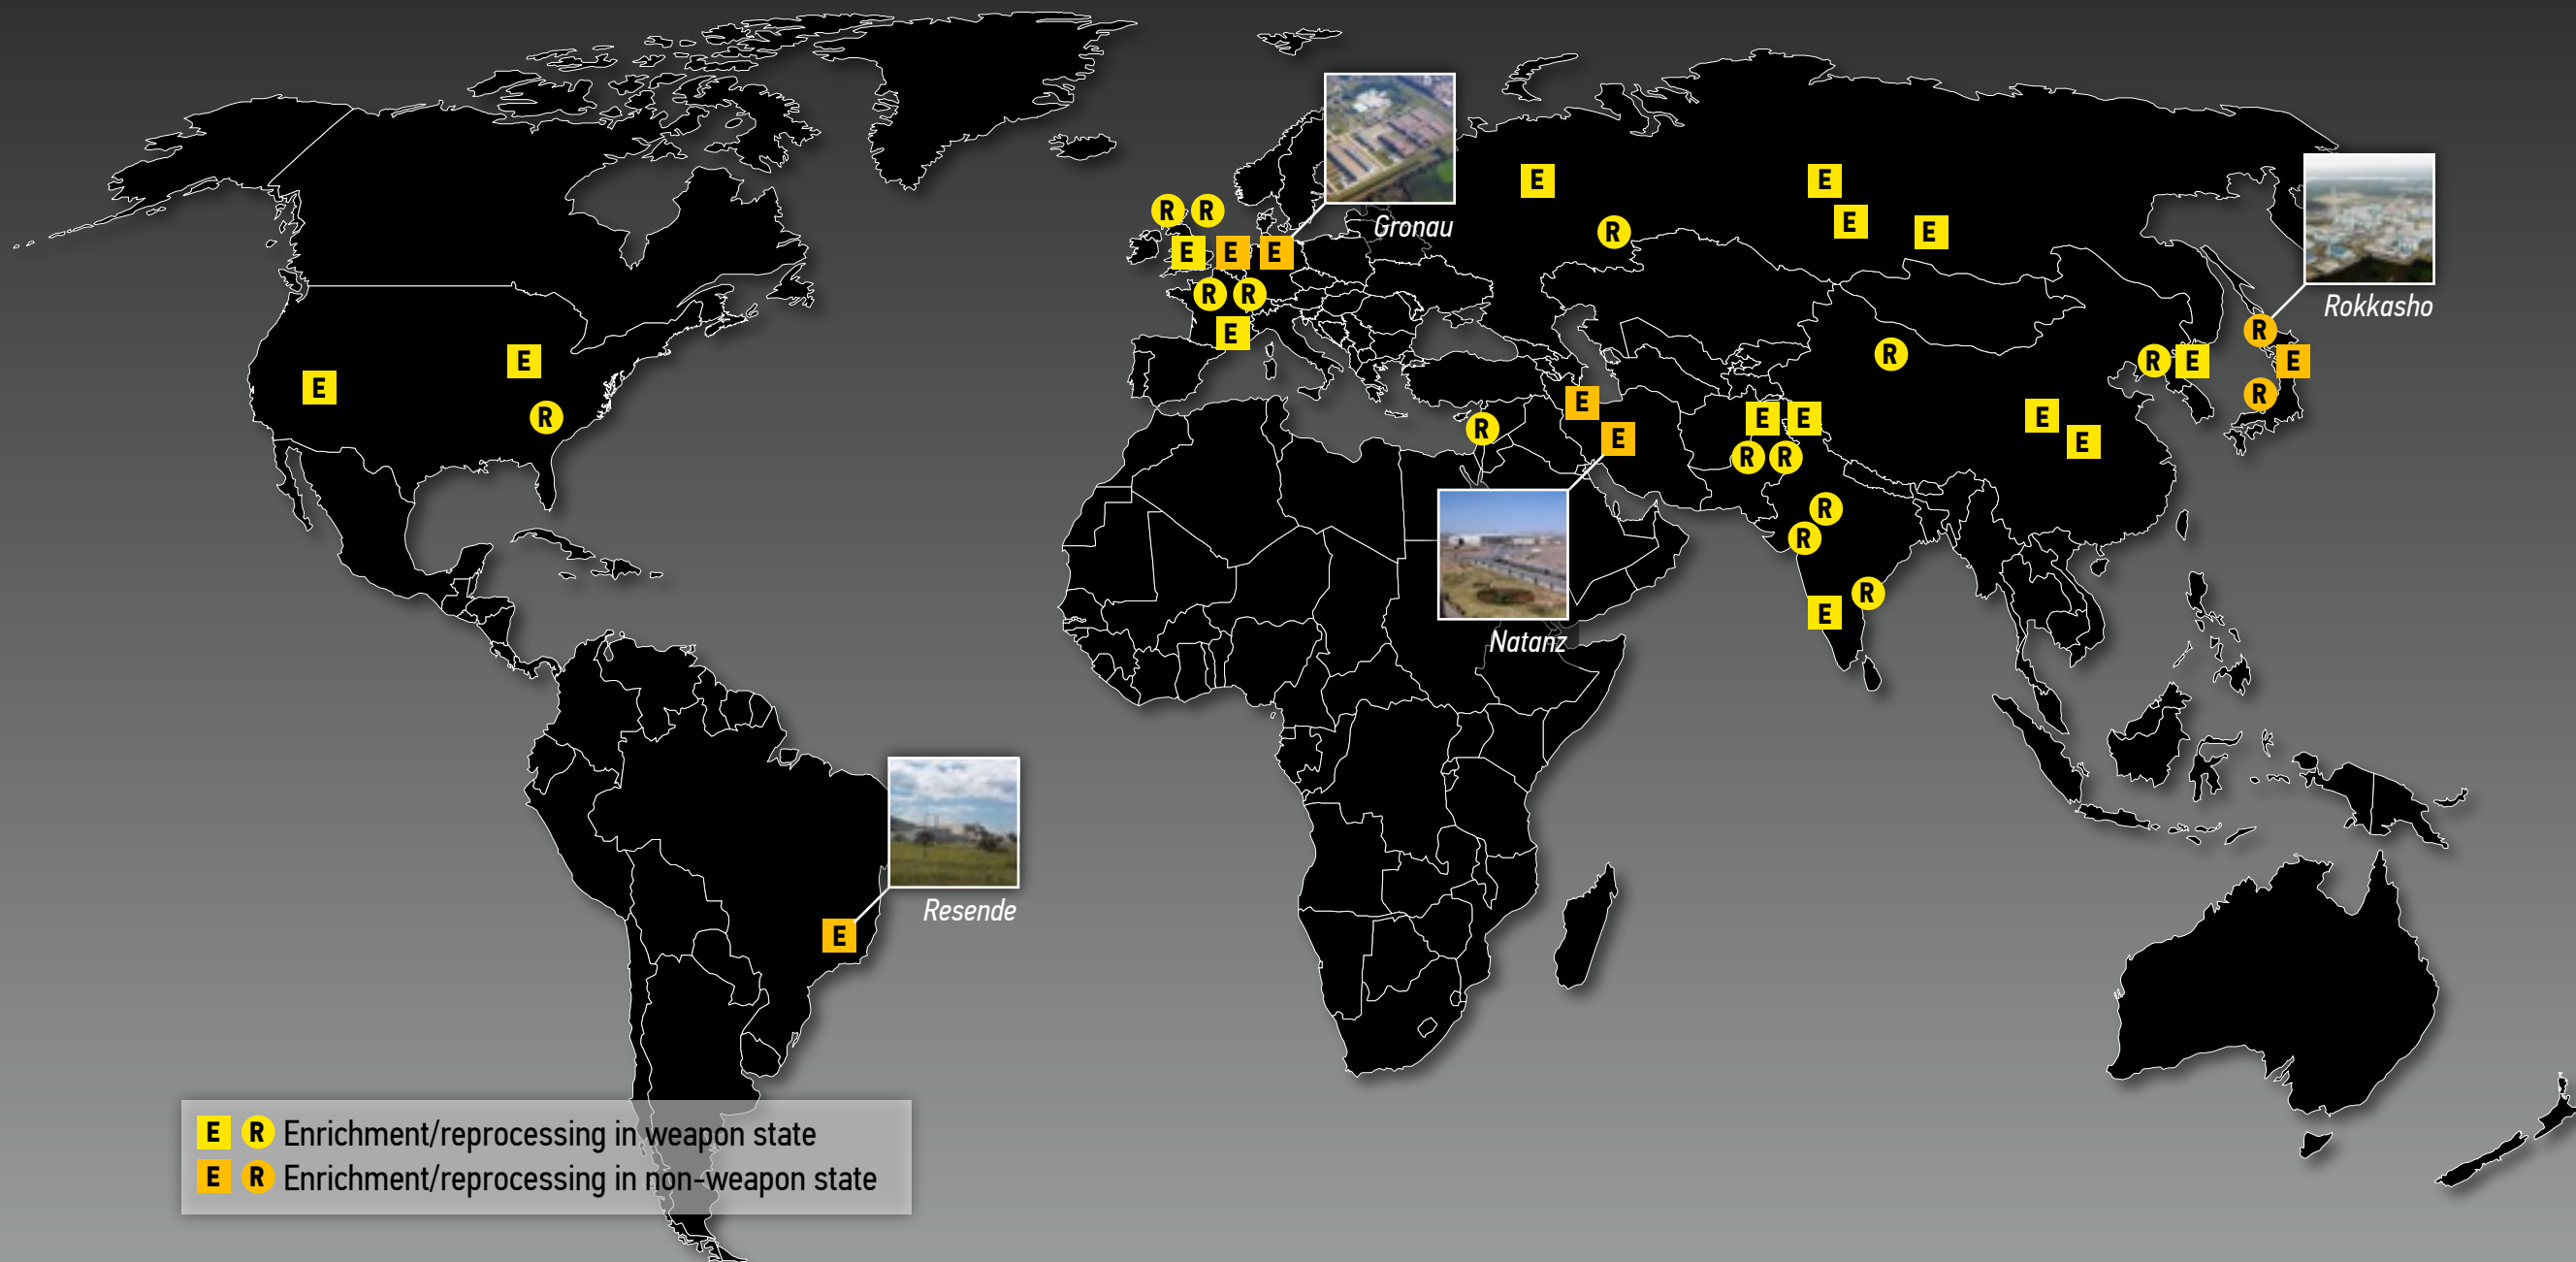 E
E
R
R R
E E E
R R
E
Gronau
E
R
E
E
E
Rokkasho
R
R E
E
R
R
E
E
R
E
E
Natanz
E E
R R
R
R
R
E
E
E
Resende
E
E R Enrichment/reprocessing in weapon state
E R Enrichment/reprocessing in non-weapon state